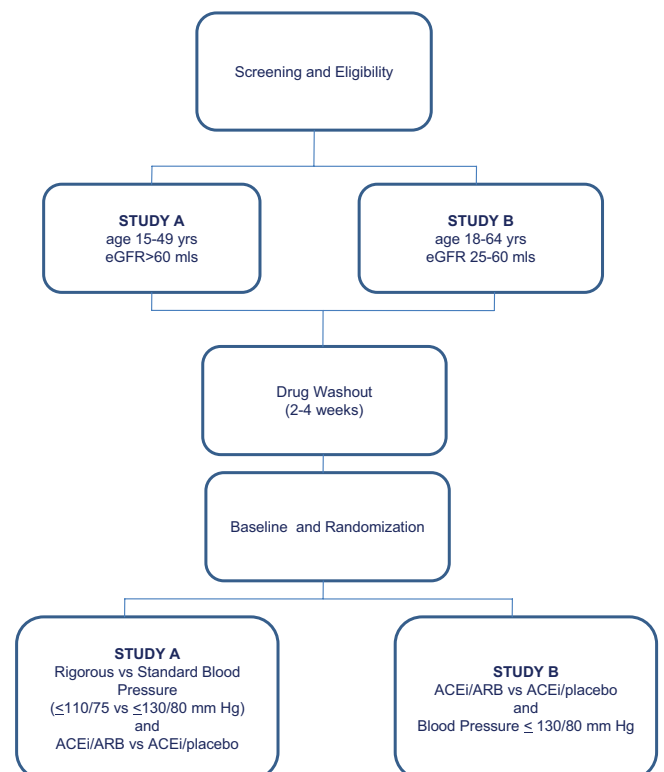 Screening and Eligibility
STUDY A
age 15-49 yrs
eGFR>60 mls
STUDY B
age 18-64 yrs
eGFR 25-60 mls
Drug Washout
(2-4 weeks)
Baseline and Randomization
STUDY A
Rigorous vs Standard Blood
Pressure
(≤110/75 vs ≤130/80 mm Hg)
and
ACEi/ARB vs ACEi/placebo
STUDY B
ACEi/ARB vs ACEi/placebo
and
Blood Pressure ≤ 130/80 mm Hg